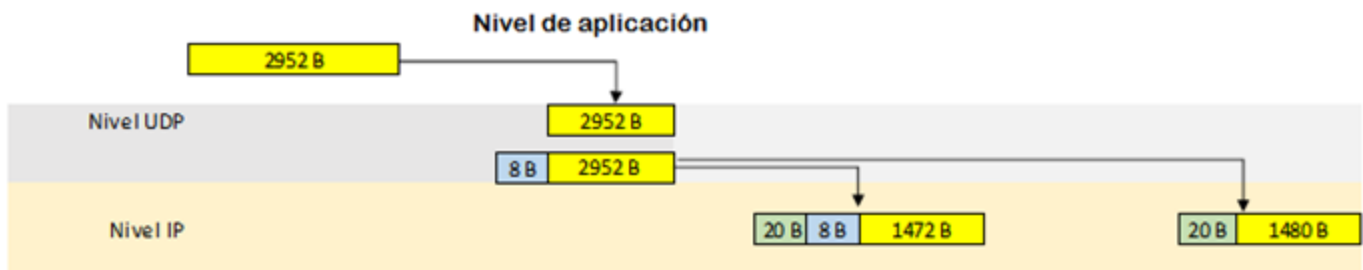 Nivel de aplicación
2952 B
Nivel UDP
2952 B
8 B 2952 B
Nivel IP
20 B 8 B 1472 B
20 B 1480 B